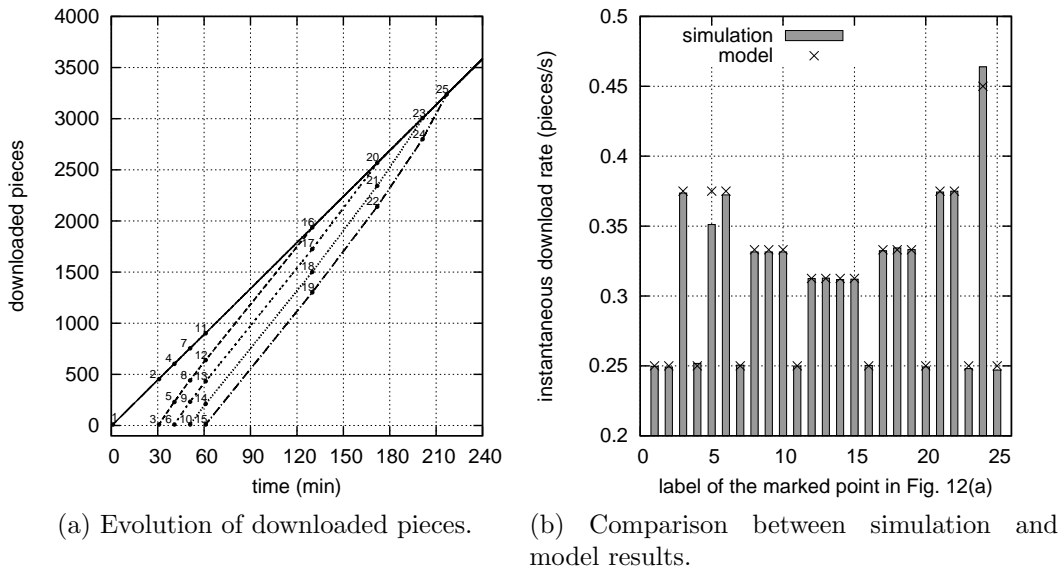 4000
3500
3000
2500
2000
1500
1000
500
0
downloaded pieces
1 2 3 4 5 6 7 8 9 10 11 12 13 14 15 16 17 18 19 20 21 22 23 24 25
0 30 60 90 120 150 180 210 240
time (min)
(a) Evolution of downloaded pieces.
0.5
0.45
0.4
0.35
0.3
0.25
0.2
instantaneous download rate (pieces/s)
simulation
model
0 5 10 15 20 25
label of the marked point in Fig. 12(a)
(b) Comparison between simulation and
model results.